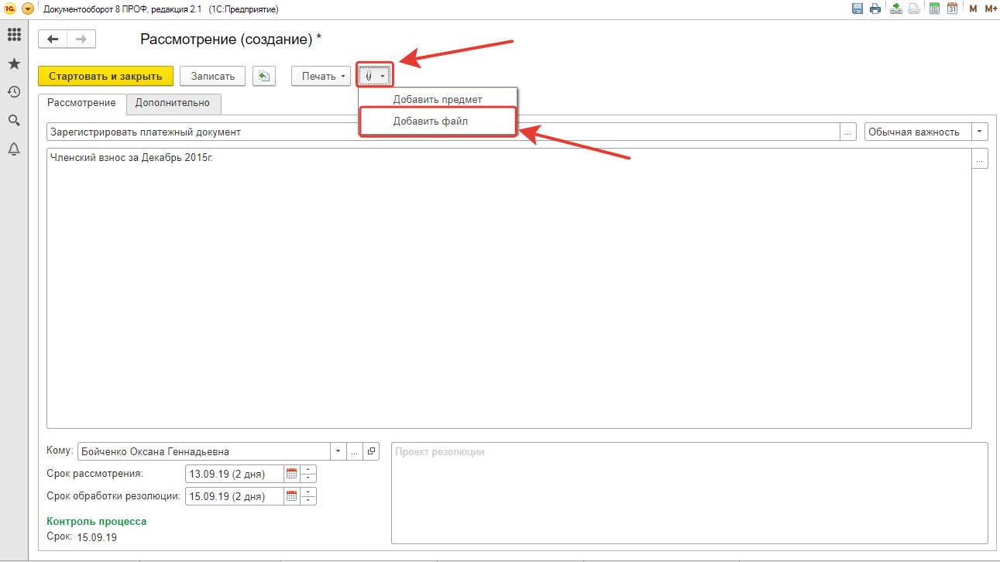 Документооборот 8 ПРОФ, редакция 2.1 (1С:Предприятие)
31 M M+
Рассмотрение (создание) *
Стартовать и закрыть Записать Печать
Рассмотрение Дополнительно
Добавить предмет
Добавить файл
Зарегистрировать платежный документ ... Обычная важность
Членский взнос за Декабрь 2015г. ...
Кому: Бойченко Оксана Геннадьевна ... Проект резолюции
Срок рассмотрения: 13.09.19 (2 дня)
Срок обработки резолюции: 15.09.19 (2 дня)
Контроль процесса
Срок: 15.09.19